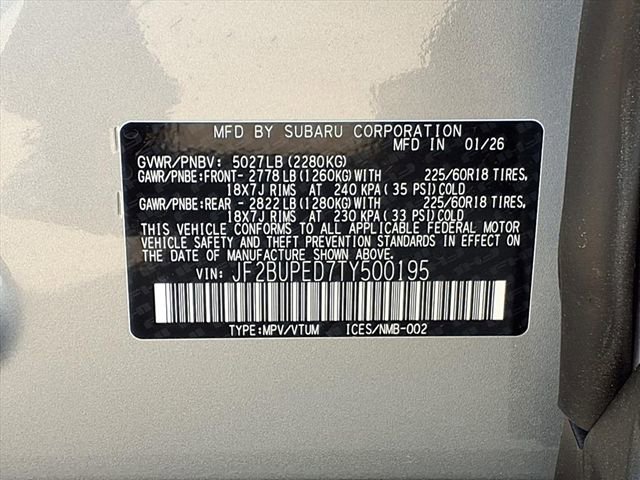 MFD BY SUBARU CORPORATION
MFD IN 01/26
GVWR/PNBV: 5027LB(2280KG)
GAWR/PNBE:FRONT- 2778 LB(1260KG)WITH 225/60R18 TIRES,
18X7J RIMS AT 240 KPA(35 PSI)COLD
GAWR/PNBE:REAR - 2822 LB(1280KG)WITH 225/60R18 TIRES,
18X7J RIMS AT 230 KPA(33 PSI)COLD
THIS VEHICLE CONFORMS TO ALL APPLICABLE FEDERAL MOTOR
VEHICLE SAFETY AND THEFT PREVENTION STANDARDS IN EFFECT ON
THE DATE OF MANUFACTURE SHOWN ABOVE.
VIN: JF2BUPED7TY500195
TYPE:MPV/VTUM ICES/NMB-002